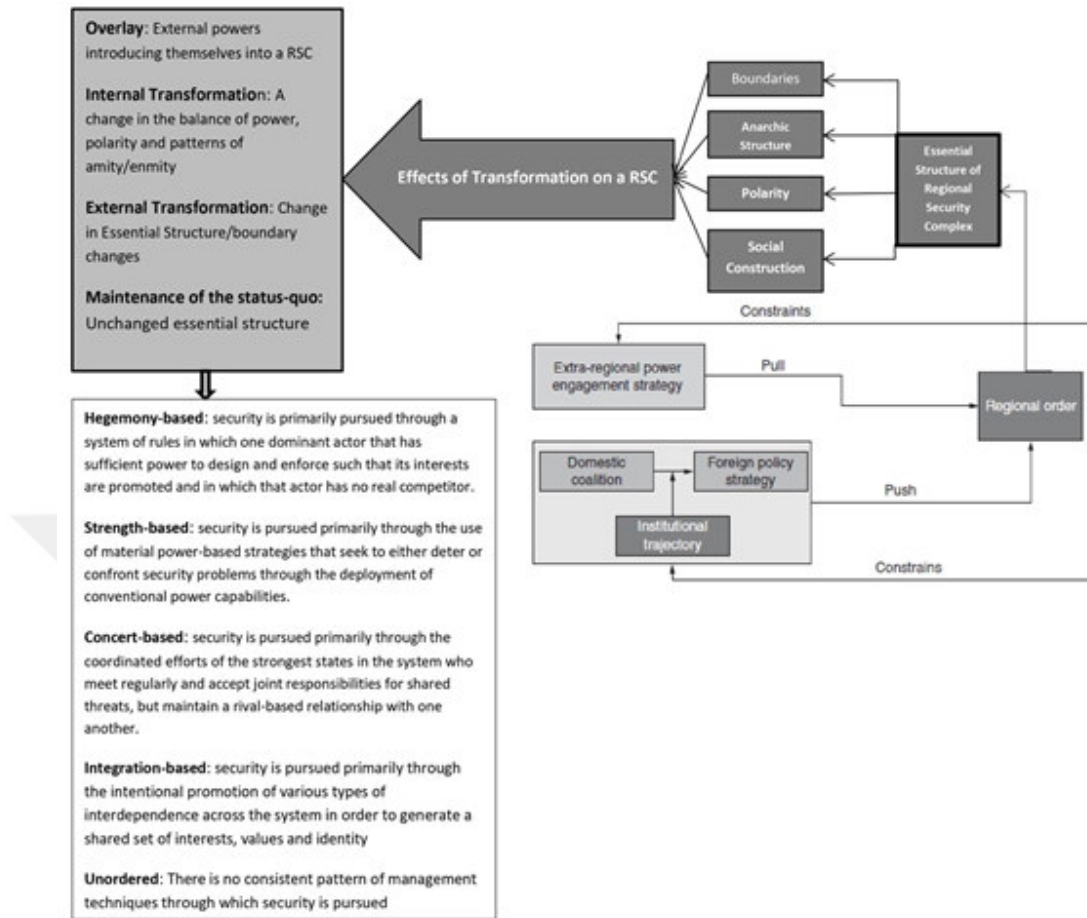 Overlay: External powers
introducing themselves into a RSC
Internal Transformation: A
change in the balance of power,
polarity and patterns of
amity/enmity
External Transformation: Change
in Essential Structure/boundary
changes
Maintenance of the status-quo:
Unchanged essential structure
Effects of Transformation on a RSC
Boundaries
Anarchic
Structure
Polarity
Social
Construction
Essential
Structure of
Regional
Security
Complex
Constraints
Extra-regional power
engagement strategy
Pull
Regional order
Domestic
coalition
Foreign policy
strategy
Institutional
trajectory
Push
Constrains
Hegemony-based: security is primarily pursued through a
system of rules in which one dominant actor that has
sufficient power to design and enforce such that its interests
are promoted and in which that actor has no real competitor.
Strength-based: security is pursued primarily through the use
of material power-based strategies that seek to either deter or
confront security problems through the deployment of
conventional power capabilities.
Concert-based: security is pursued primarily through the
coordinated efforts of the strongest states in the system who
meet regularly and accept joint responsibilities for shared
threats, but maintain a rival-based relationship with one
another.
Integration-based: security is pursued primarily through
the intentional promotion of various types of
interdependence across the system in order to generate a
shared set of interests, values and identity
Unordered: There is no consistent pattern of management
techniques through which security is pursued